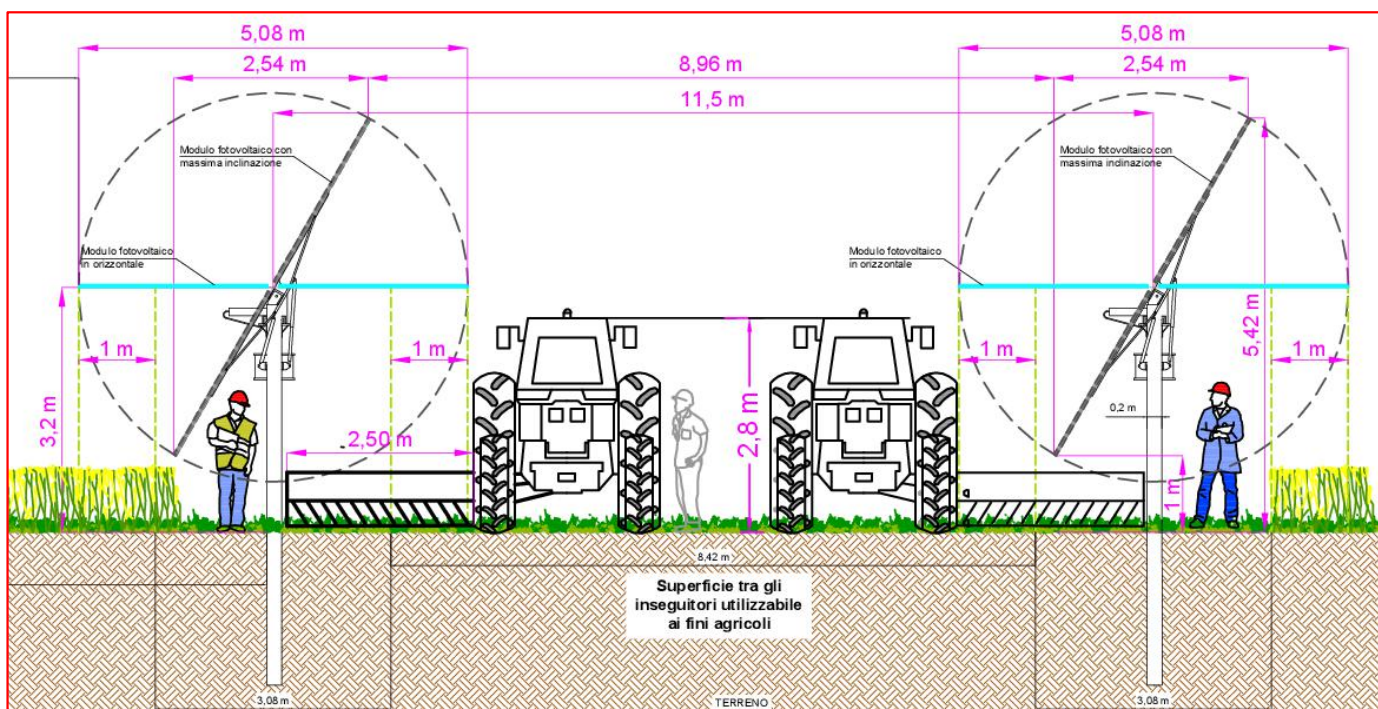 5,08 m
5,08 m
2,54 m
8,96 m
2,54 m
11,5 m
Modulo fotovoltaico con
massima inclinazione
Modulo fotovoltaico con
massima inclinazione
Modulo fotovoltaico
in orizzontale
Modulo fotovoltaico
in orizzontale
1 m
1 m
1 m
1 m
5,42 m
3,2 m
2,50 m
2,8 m
0,2 m
1 m
8,42 m
Superficie tra gli
inseguitori utilizzabile
ai fini agricoli
3,08 m
TERRENO
3,08 m